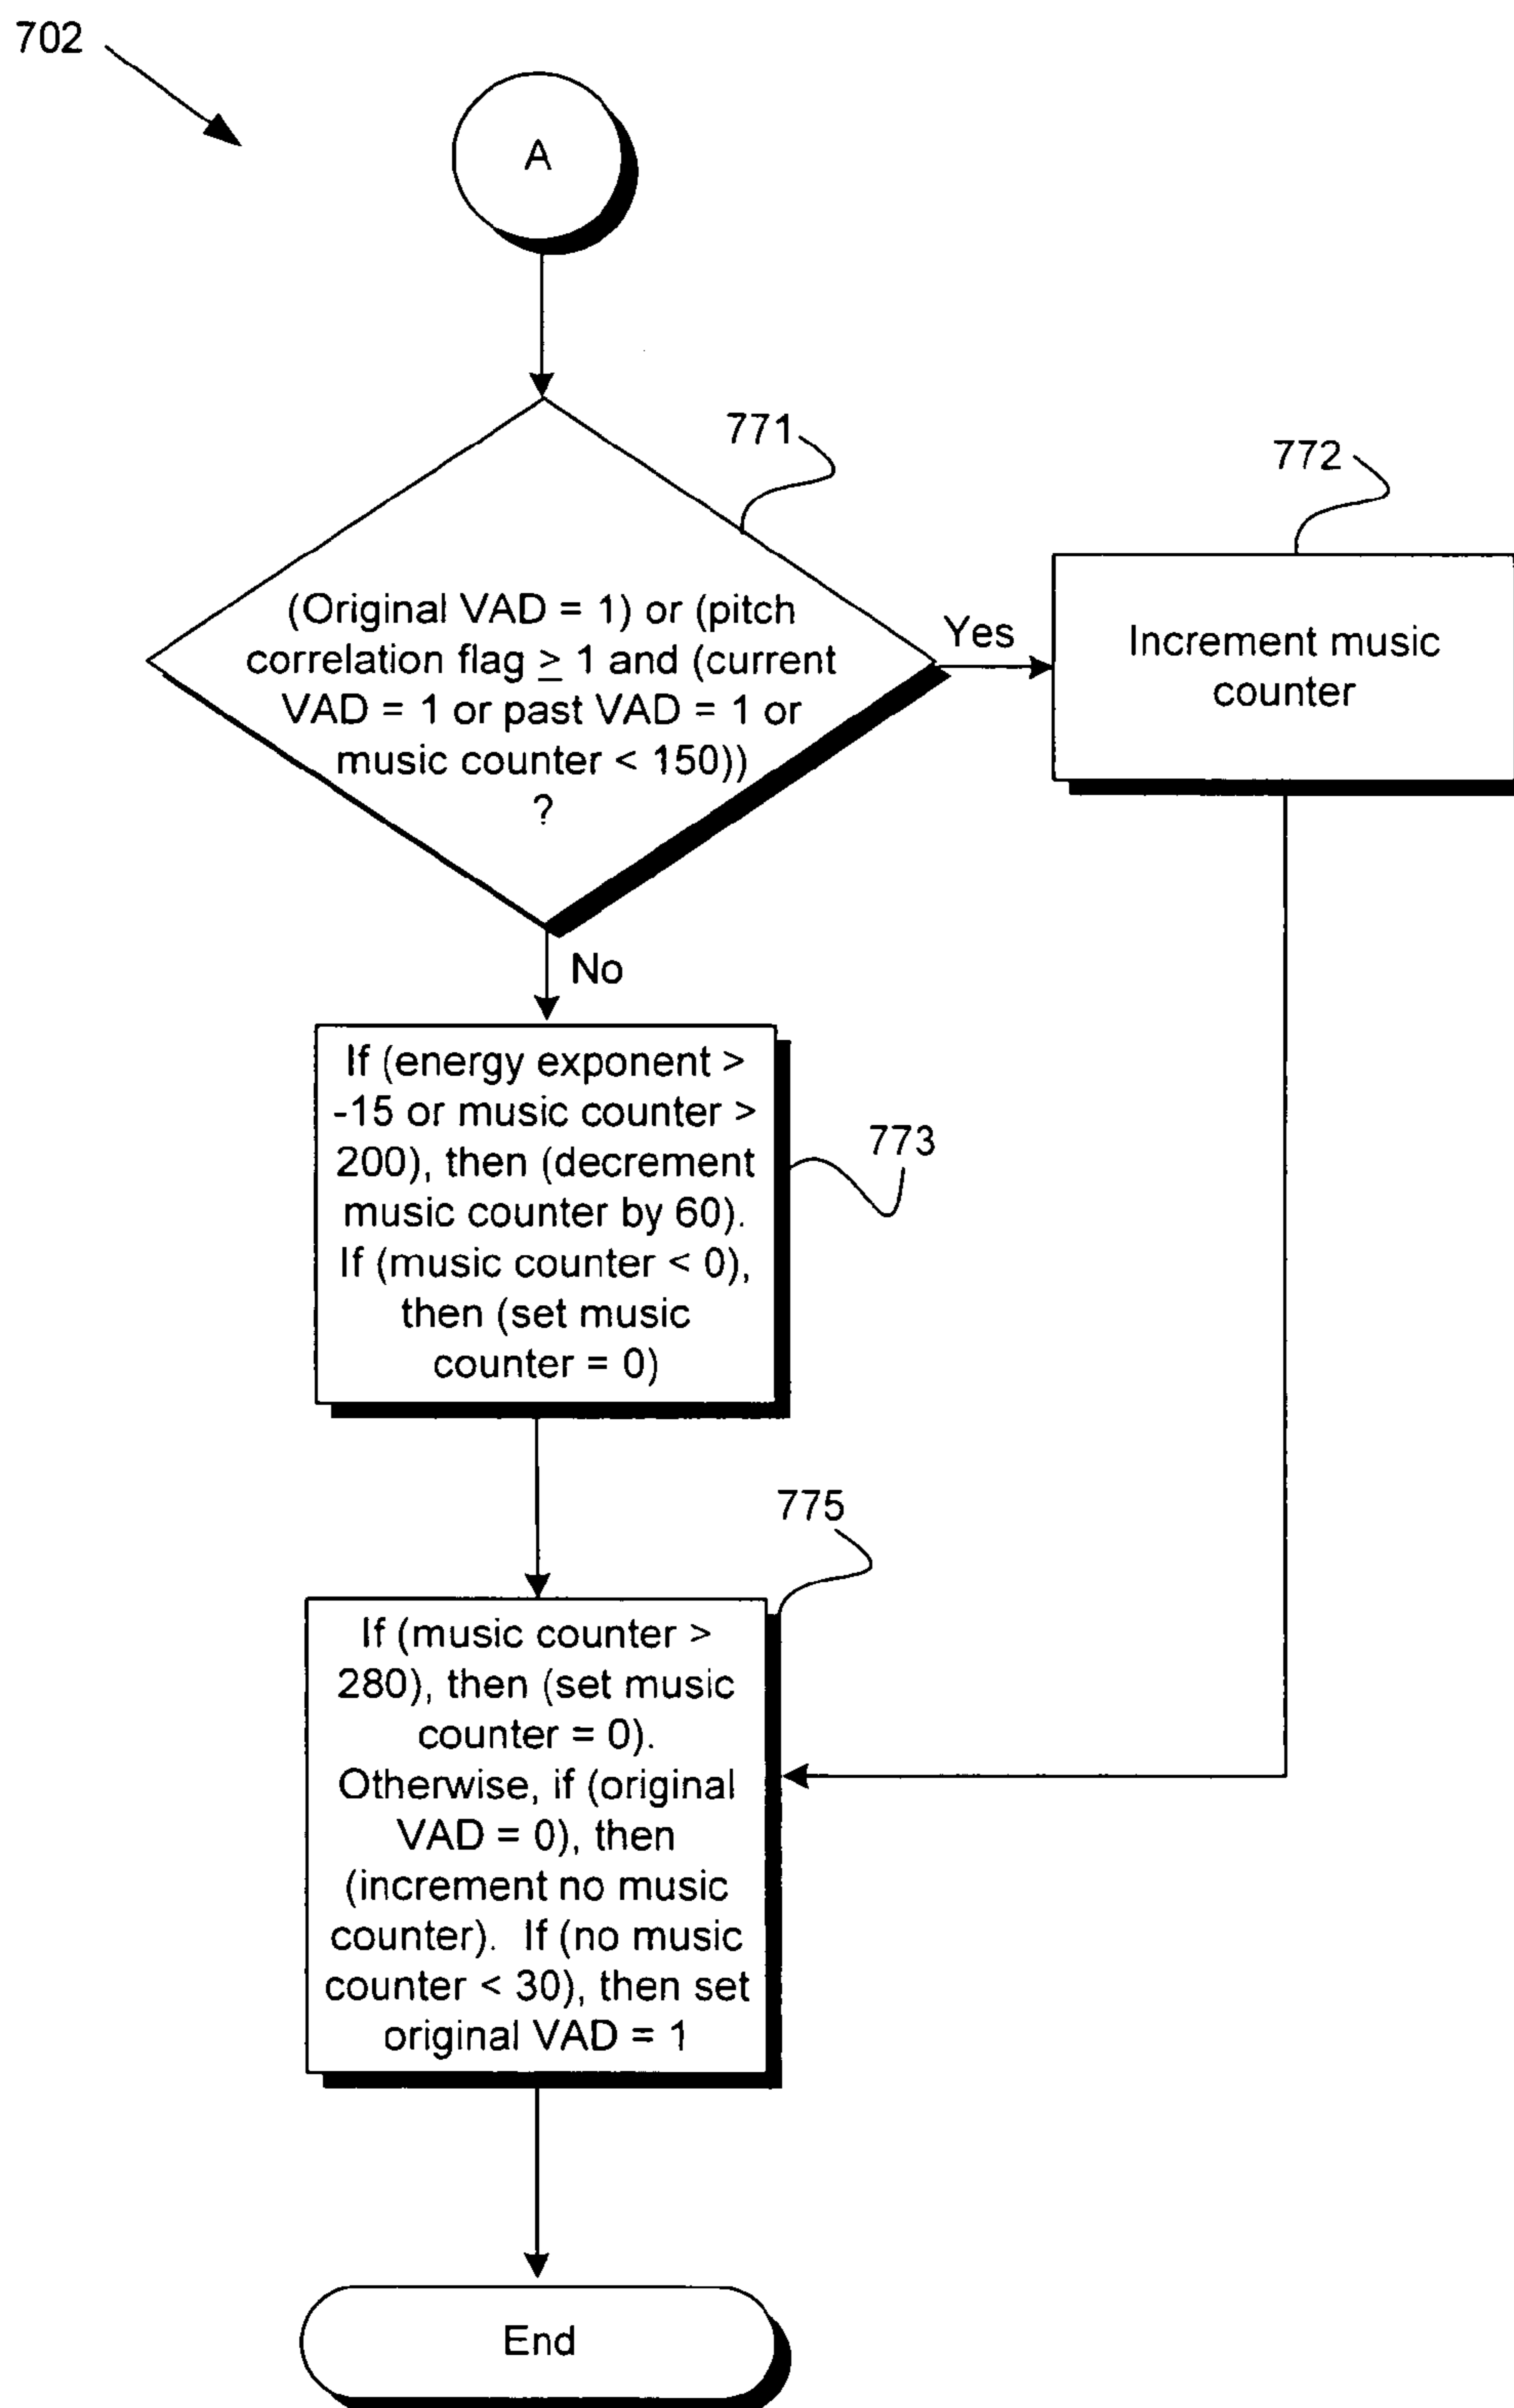 702
A
771
772
(Original VAD = 1) or (pitch
correlation flag ≥ 1 and (current
VAD = 1 or past VAD = 1 or
music counter < 150))
?
Yes
Increment music
counter
No
If (energy exponent >
-15 or music counter >
200), then (decrement
music counter by 60).
If (music counter < 0),
then (set music
counter = 0)
773
775
If (music counter >
280), then (set music
counter = 0).
Otherwise, if (original
VAD = 0), then
(increment no music
counter). If (no music
counter < 30), then set
original VAD = 1
End